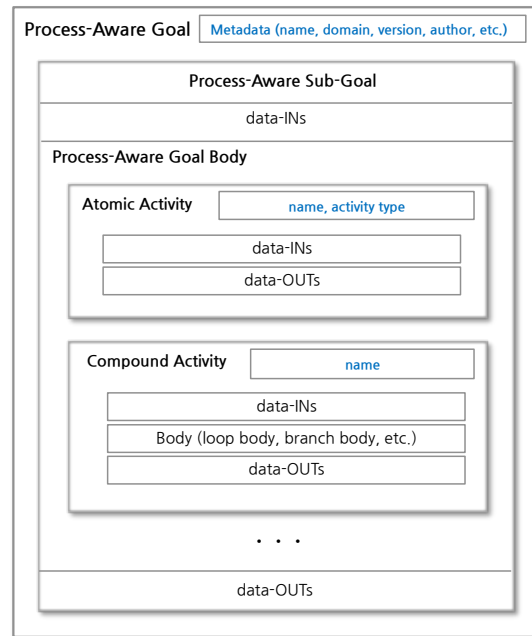 Process-Aware Goal Metadata (name, domain, version, author, etc.)
Process-Aware Sub-Goal
data-INs
Process-Aware Goal Body
Atomic Activity name, activity type
data-INs
data-OUTs
Compound Activity name
data-INs
Body (loop body, branch body, etc.)
data-OUTs
. . .
data-OUTs